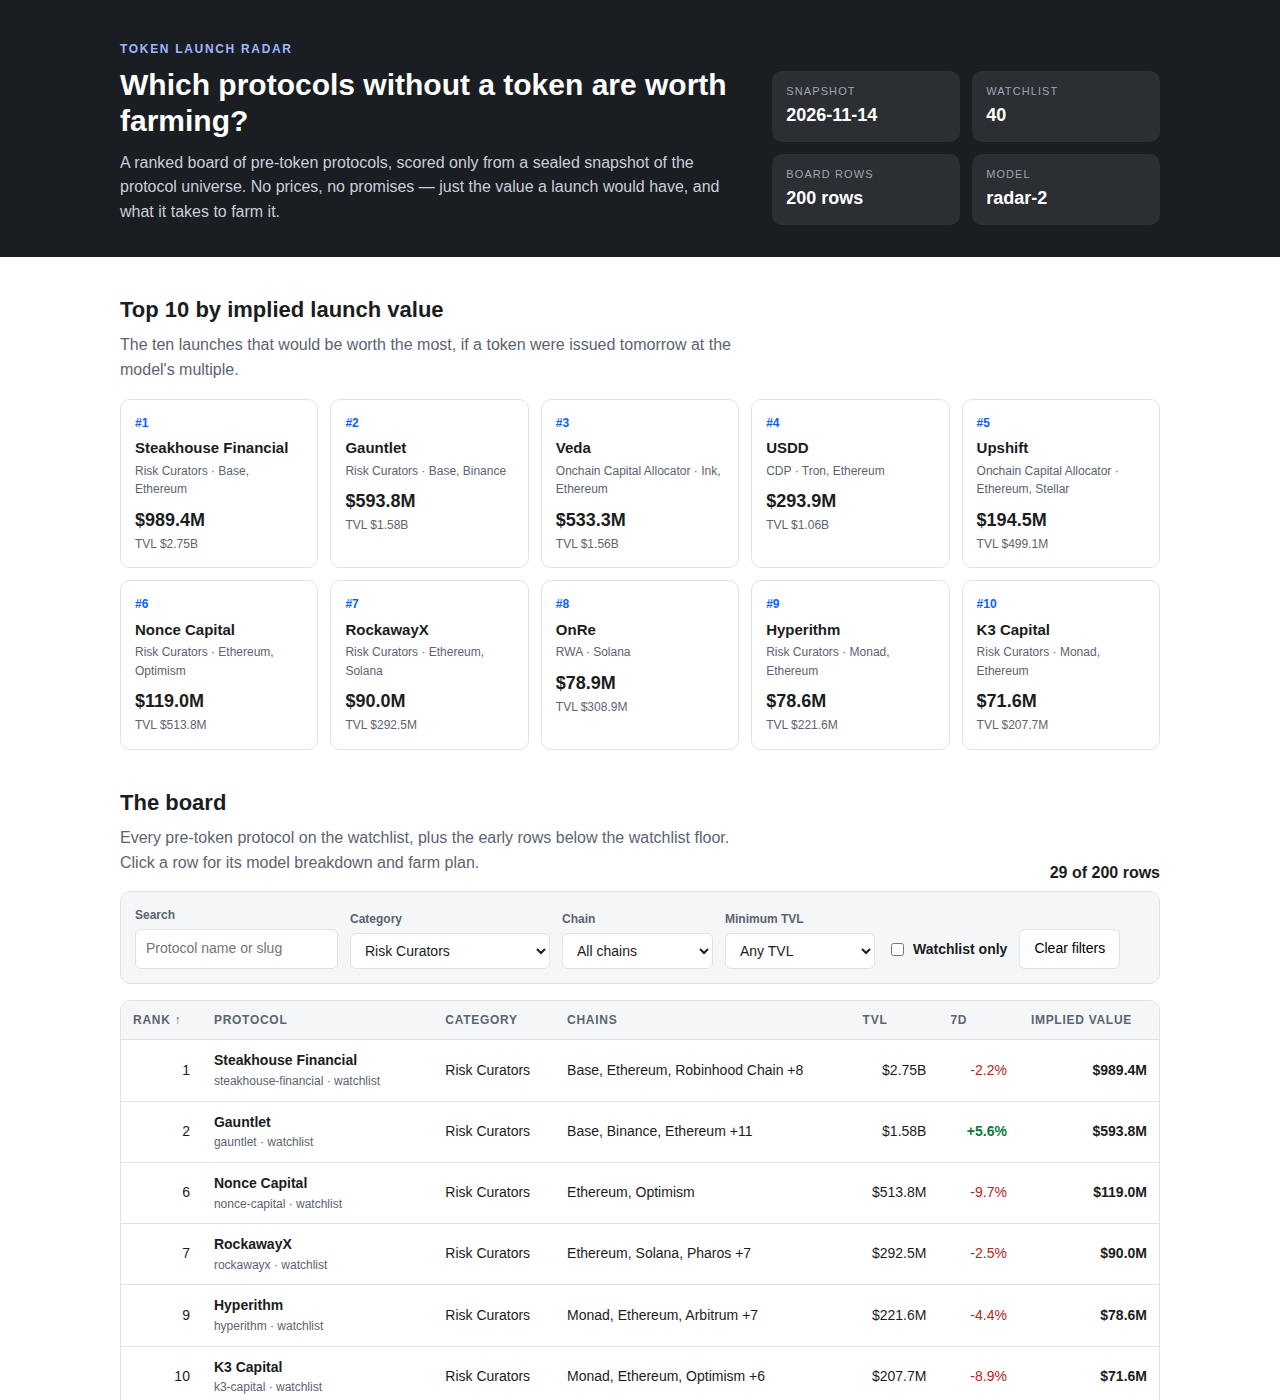 TOKEN LAUNCH RADAR
Which protocols without a token are worth
farming?
A ranked board of pre-token protocols, scored only from a sealed snapshot of the
protocol universe. No prices, no promises — just the value a launch would have, and
what it takes to farm it.
SNAPSHOT
2026-11-14
WATCHLIST
40
BOARD ROWS
200 rows
MODEL
radar-2
Top 10 by implied launch value
The ten launches that would be worth the most, if a token were issued tomorrow at the
model's multiple.
#1
Steakhouse Financial
Risk Curators · Base,
Ethereum
$989.4M
TVL $2.75B
#2
Gauntlet
Risk Curators · Base, Binance
$593.8M
TVL $1.58B
#3
Veda
Onchain Capital Allocator · Ink,
Ethereum
$533.3M
TVL $1.56B
#4
USDD
CDP · Tron, Ethereum
$293.9M
TVL $1.06B
#5
Upshift
Onchain Capital Allocator ·
Ethereum, Stellar
$194.5M
TVL $499.1M
#6
Nonce Capital
Risk Curators · Ethereum,
Optimism
$119.0M
TVL $513.8M
#7
RockawayX
Risk Curators · Ethereum,
Solana
$90.0M
TVL $292.5M
#8
OnRe
RWA · Solana
$78.9M
TVL $308.9M
#9
Hyperithm
Risk Curators · Monad,
Ethereum
$78.6M
TVL $221.6M
#10
K3 Capital
Risk Curators · Monad,
Ethereum
$71.6M
TVL $207.7M
The board
Every pre-token protocol on the watchlist, plus the early rows below the watchlist floor.
Click a row for its model breakdown and farm plan.
29 of 200 rows
Search
Protocol name or slug
Category
Risk Curators
Chain
All chains
Minimum TVL
Any TVL
Watchlist only
Clear filters
RANK ↑ PROTOCOL CATEGORY CHAINS TVL 7D IMPLIED VALUE
1 Steakhouse Financial Risk Curators Base, Ethereum, Robinhood Chain +8 $2.75B -2.2% $989.4M
steakhouse-financial · watchlist
2 Gauntlet Risk Curators Base, Binance, Ethereum +11 $1.58B +5.6% $593.8M
gauntlet · watchlist
6 Nonce Capital Risk Curators Ethereum, Optimism $513.8M -9.7% $119.0M
nonce-capital · watchlist
7 RockawayX Risk Curators Ethereum, Solana, Pharos +7 $292.5M -2.5% $90.0M
rockawayx · watchlist
9 Hyperithm Risk Curators Monad, Ethereum, Arbitrum +7 $221.6M -4.4% $78.6M
hyperithm · watchlist
10 K3 Capital Risk Curators Monad, Ethereum, Optimism +6 $207.7M -8.9% $71.6M
k3-capital · watchlist